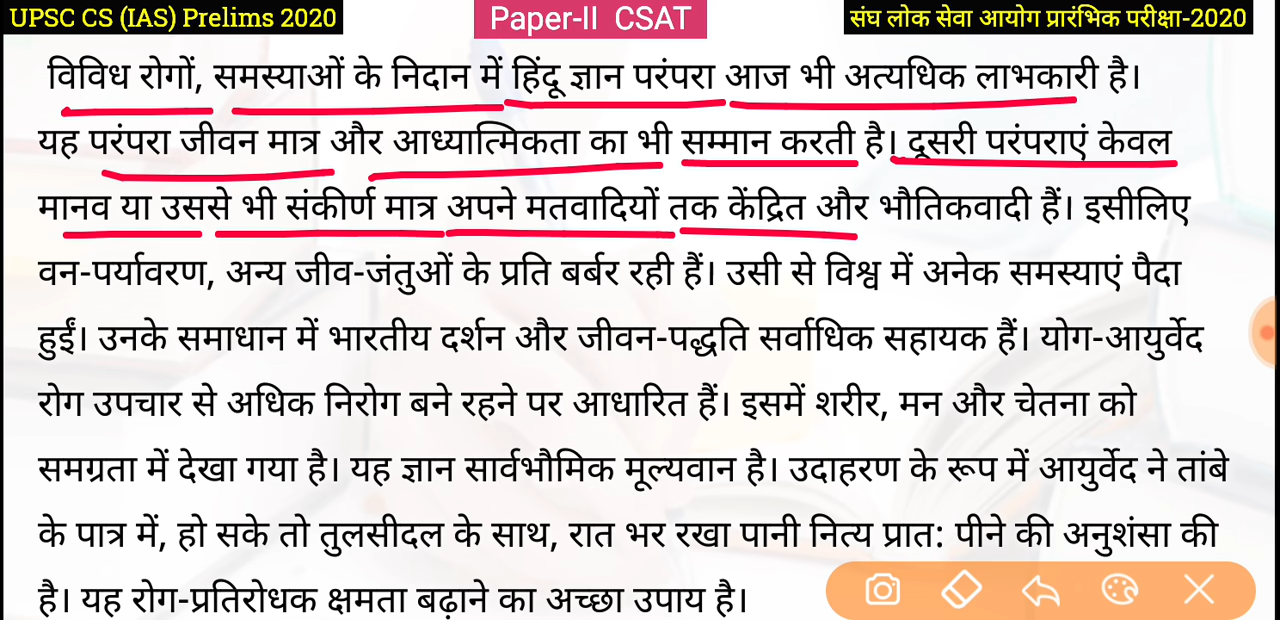 UPSC CS (IAS) Prelims 2020
Paper-II CSAT
संघ लोक सेवा आयोग प्रारंभिक परीक्षा-2020
विविध रोगों, समस्याओं के निदान में हिंदू ज्ञान परंपरा आज भी अत्यधिक लाभकारी है।
यह परंपरा जीवन मात्र और आध्यात्मिकता का भी सम्मान करती है। दूसरी परंपराएं केवल
मानव या उससे भी संकीर्ण मात्र अपने मतवादियों तक केंद्रित और भौतिकवादी हैं। इसीलिए
वन-पर्यावरण, अन्य जीव-जंतुओं के प्रति बर्बर रही हैं। उसी से विश्व में अनेक समस्याएं पैदा
हुईं। उनके समाधान में भारतीय दर्शन और जीवन-पद्धति सर्वाधिक सहायक हैं। योग-आयुर्वेद
रोग उपचार से अधिक निरोग बने रहने पर आधारित हैं। इसमें शरीर, मन और चेतना को
समग्रता में देखा गया है। यह ज्ञान सार्वभौमिक मूल्यवान है। उदाहरण के रूप में आयुर्वेद ने तांबे
के पात्र में, हो सके तो तुलसीदल के साथ, रात भर रखा पानी नित्य प्रात: पीने की अनुशंसा की
है। यह रोग-प्रतिरोधक क्षमता बढ़ाने का अच्छा उपाय है।